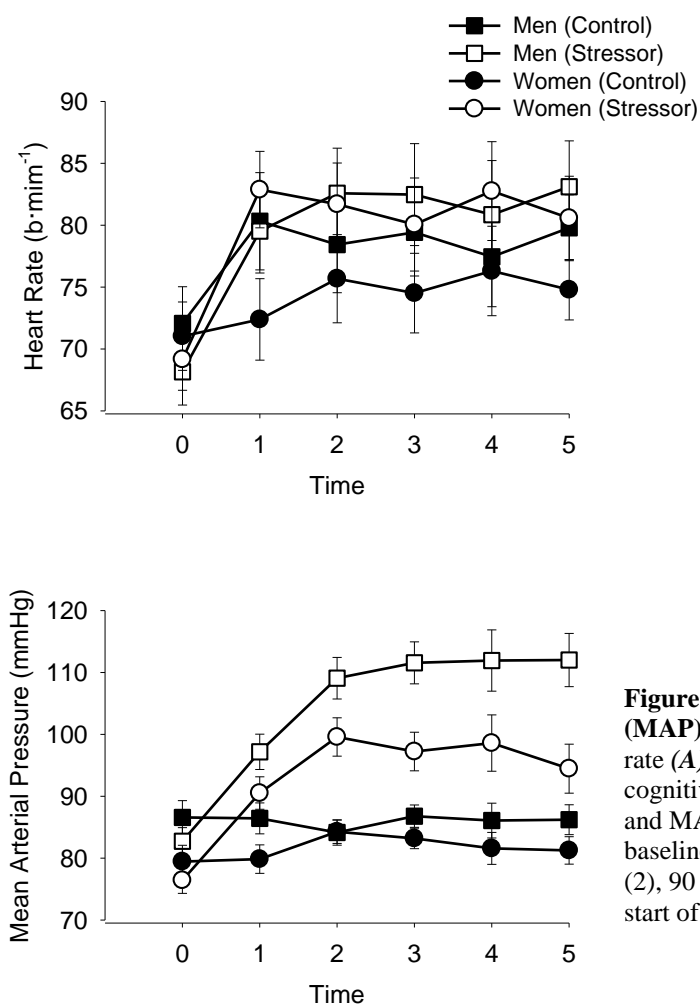 Men (Control)
Men (Stressor)
Women (Control)
Women (Stressor)
90
85
80
75
70
65
Heart Rate (b·mim⁻¹)
0 1 2 3 4 5
Time
120
110
100
90
80
70
Mean Arterial Pressure (mmHg)
0 1 2 3 4 5
Time
Figure
(MAP)
rate (A)
cognitiv
and MA
baselin
(2), 90
start of